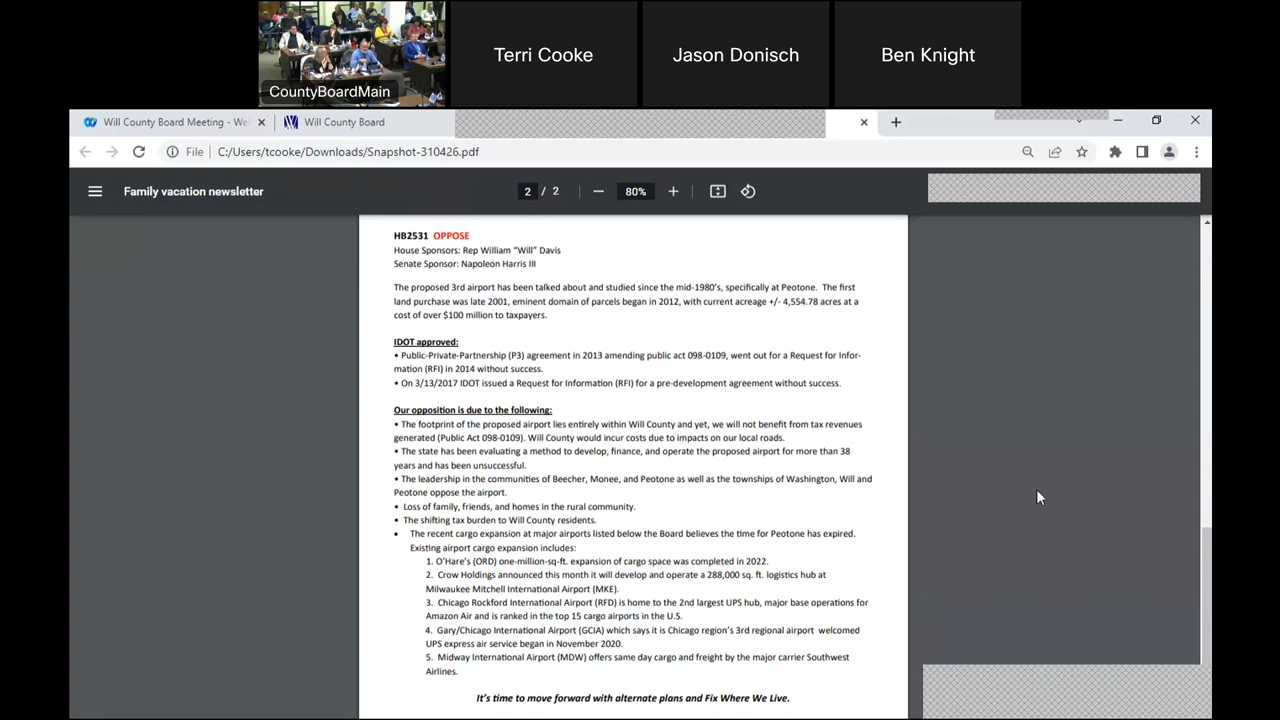 Terri Cooke
Jason Donisch
Ben Knight
CountyBoardMain
Will County Board Meeting - We
Will County Board
File
C:/Users/tcooke/Downloads/Snapshot-310426.pdf
Family vacation newsletter
2 / 2
80%
HB2531 OPPOSE
House Sponsors: Rep William “Will” Davis
Senate Sponsor: Napoleon Harris III
The proposed 3rd airport has been talked about and studied since the mid-1980’s, specifically at Peotone. The first
land purchase was late 2001, eminent domain of parcels began in 2012, with current acreage +/- 4,554.78 acres at a
cost of over $100 million to taxpayers.
IDOT approved:
• Public-Private-Partnership (P3) agreement in 2013 amending public act 098-0109, went out for a Request for Infor-
mation (RFI) in 2014 without success.
• On 3/13/2017 IDOT issued a Request for Information (RFI) for a pre-development agreement without success.
Our opposition is due to the following:
• The footprint of the proposed airport lies entirely within Will County and yet, we will not benefit from tax revenues
generated (Public Act 098-0109). Will County would incur costs due to impacts on our local roads.
• The state has been evaluating a method to develop, finance, and operate the proposed airport for more than 38
years and has been unsuccessful.
• The leadership in the communities of Beecher, Monee, and Peotone as well as the townships of Washington, Will and
Peotone oppose the airport.
• Loss of family, friends, and homes in the rural community.
• The shifting tax burden to Will County residents.
• The recent cargo expansion at major airports listed below the Board believes the time for Peotone has expired.
Existing airport cargo expansion includes:
1. O’Hare’s (ORD) one-million-sq-ft. expansion of cargo space was completed in 2022.
2. Crow Holdings announced this month it will develop and operate a 288,000 sq. ft. logistics hub at
Milwaukee Mitchell International Airport (MKE).
3. Chicago Rockford International Airport (RFD) is home to the 2nd largest UPS hub, major base operations for
Amazon Air and is ranked in the top 15 cargo airports in the U.S.
4. Gary/Chicago International Airport (GCIA) which says it is Chicago region’s 3rd regional airport welcomed
UPS express air service began in November 2020.
5. Midway International Airport (MDW) offers same day cargo and freight by the major carrier Southwest
Airlines.
It’s time to move forward with alternate plans and Fix Where We Live.